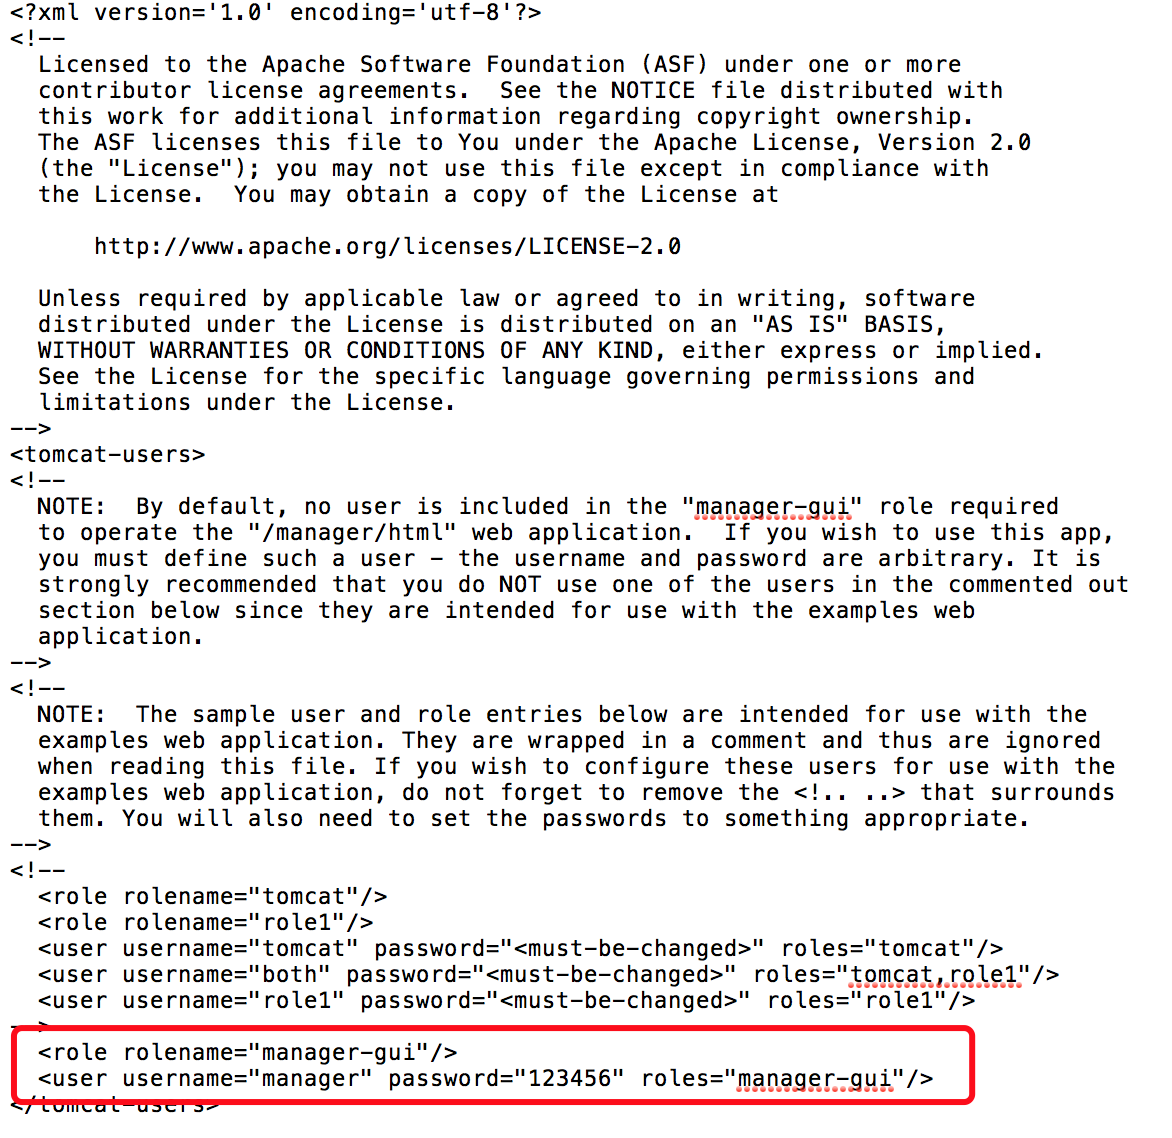 <?xml version='1.0' encoding='utf-8'?>
<!--
  Licensed to the Apache Software Foundation (ASF) under one or more
  contributor license agreements.  See the NOTICE file distributed with
  this work for additional information regarding copyright ownership.
  The ASF licenses this file to You under the Apache License, Version 2.0
  (the "License"); you may not use this file except in compliance with
  the License.  You may obtain a copy of the License at

      http://www.apache.org/licenses/LICENSE-2.0

  Unless required by applicable law or agreed to in writing, software
  distributed under the License is distributed on an "AS IS" BASIS,
  WITHOUT WARRANTIES OR CONDITIONS OF ANY KIND, either express or implied.
  See the License for the specific language governing permissions and
  limitations under the License.
-->
<tomcat-users>
<!--
  NOTE:  By default, no user is included in the "manager-gui" role required
  to operate the "/manager/html" web application.  If you wish to use this app,
  you must define such a user - the username and password are arbitrary. It is
  strongly recommended that you do NOT use one of the users in the commented out
  section below since they are intended for use with the examples web
  application.
-->
<!--
  NOTE:  The sample user and role entries below are intended for use with the
  examples web application. They are wrapped in a comment and thus are ignored
  when reading this file. If you wish to configure these users for use with the
  examples web application, do not forget to remove the <!.. ..> that surrounds
  them. You will also need to set the passwords to something appropriate.
-->
<!--
  <role rolename="tomcat"/>
  <role rolename="role1"/>
  <user username="tomcat" password="<must-be-changed>" roles="tomcat"/>
  <user username="both" password="<must-be-changed>" roles="tomcat,role1"/>
  <user username="role1" password="<must-be-changed>" roles="role1"/>
-->
  <role rolename="manager-gui"/>
  <user username="manager" password="123456" roles="manager-gui"/>
</tomcat-users>